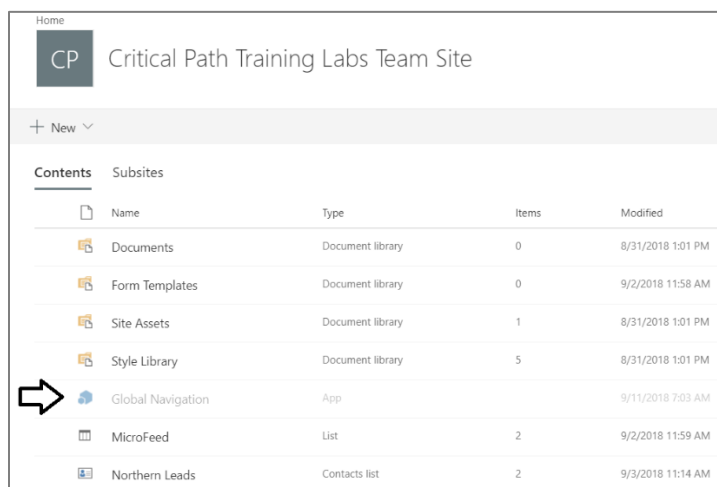 Home
CP Critical Path Training Labs Team Site
+ New
Contents Subsites
Name Type Items Modified
Documents Document library 0 8/31/2018 1:01 PM
Form Templates Document library 0 9/2/2018 11:58 AM
Site Assets Document library 1 8/31/2018 1:01 PM
Style Library Document library 5 8/31/2018 1:01 PM
Global Navigation App 9/11/2018 7:03 AM
MicroFeed List 2 9/2/2018 11:59 AM
Northern Leads Contacts list 2 9/3/2018 11:14 AM